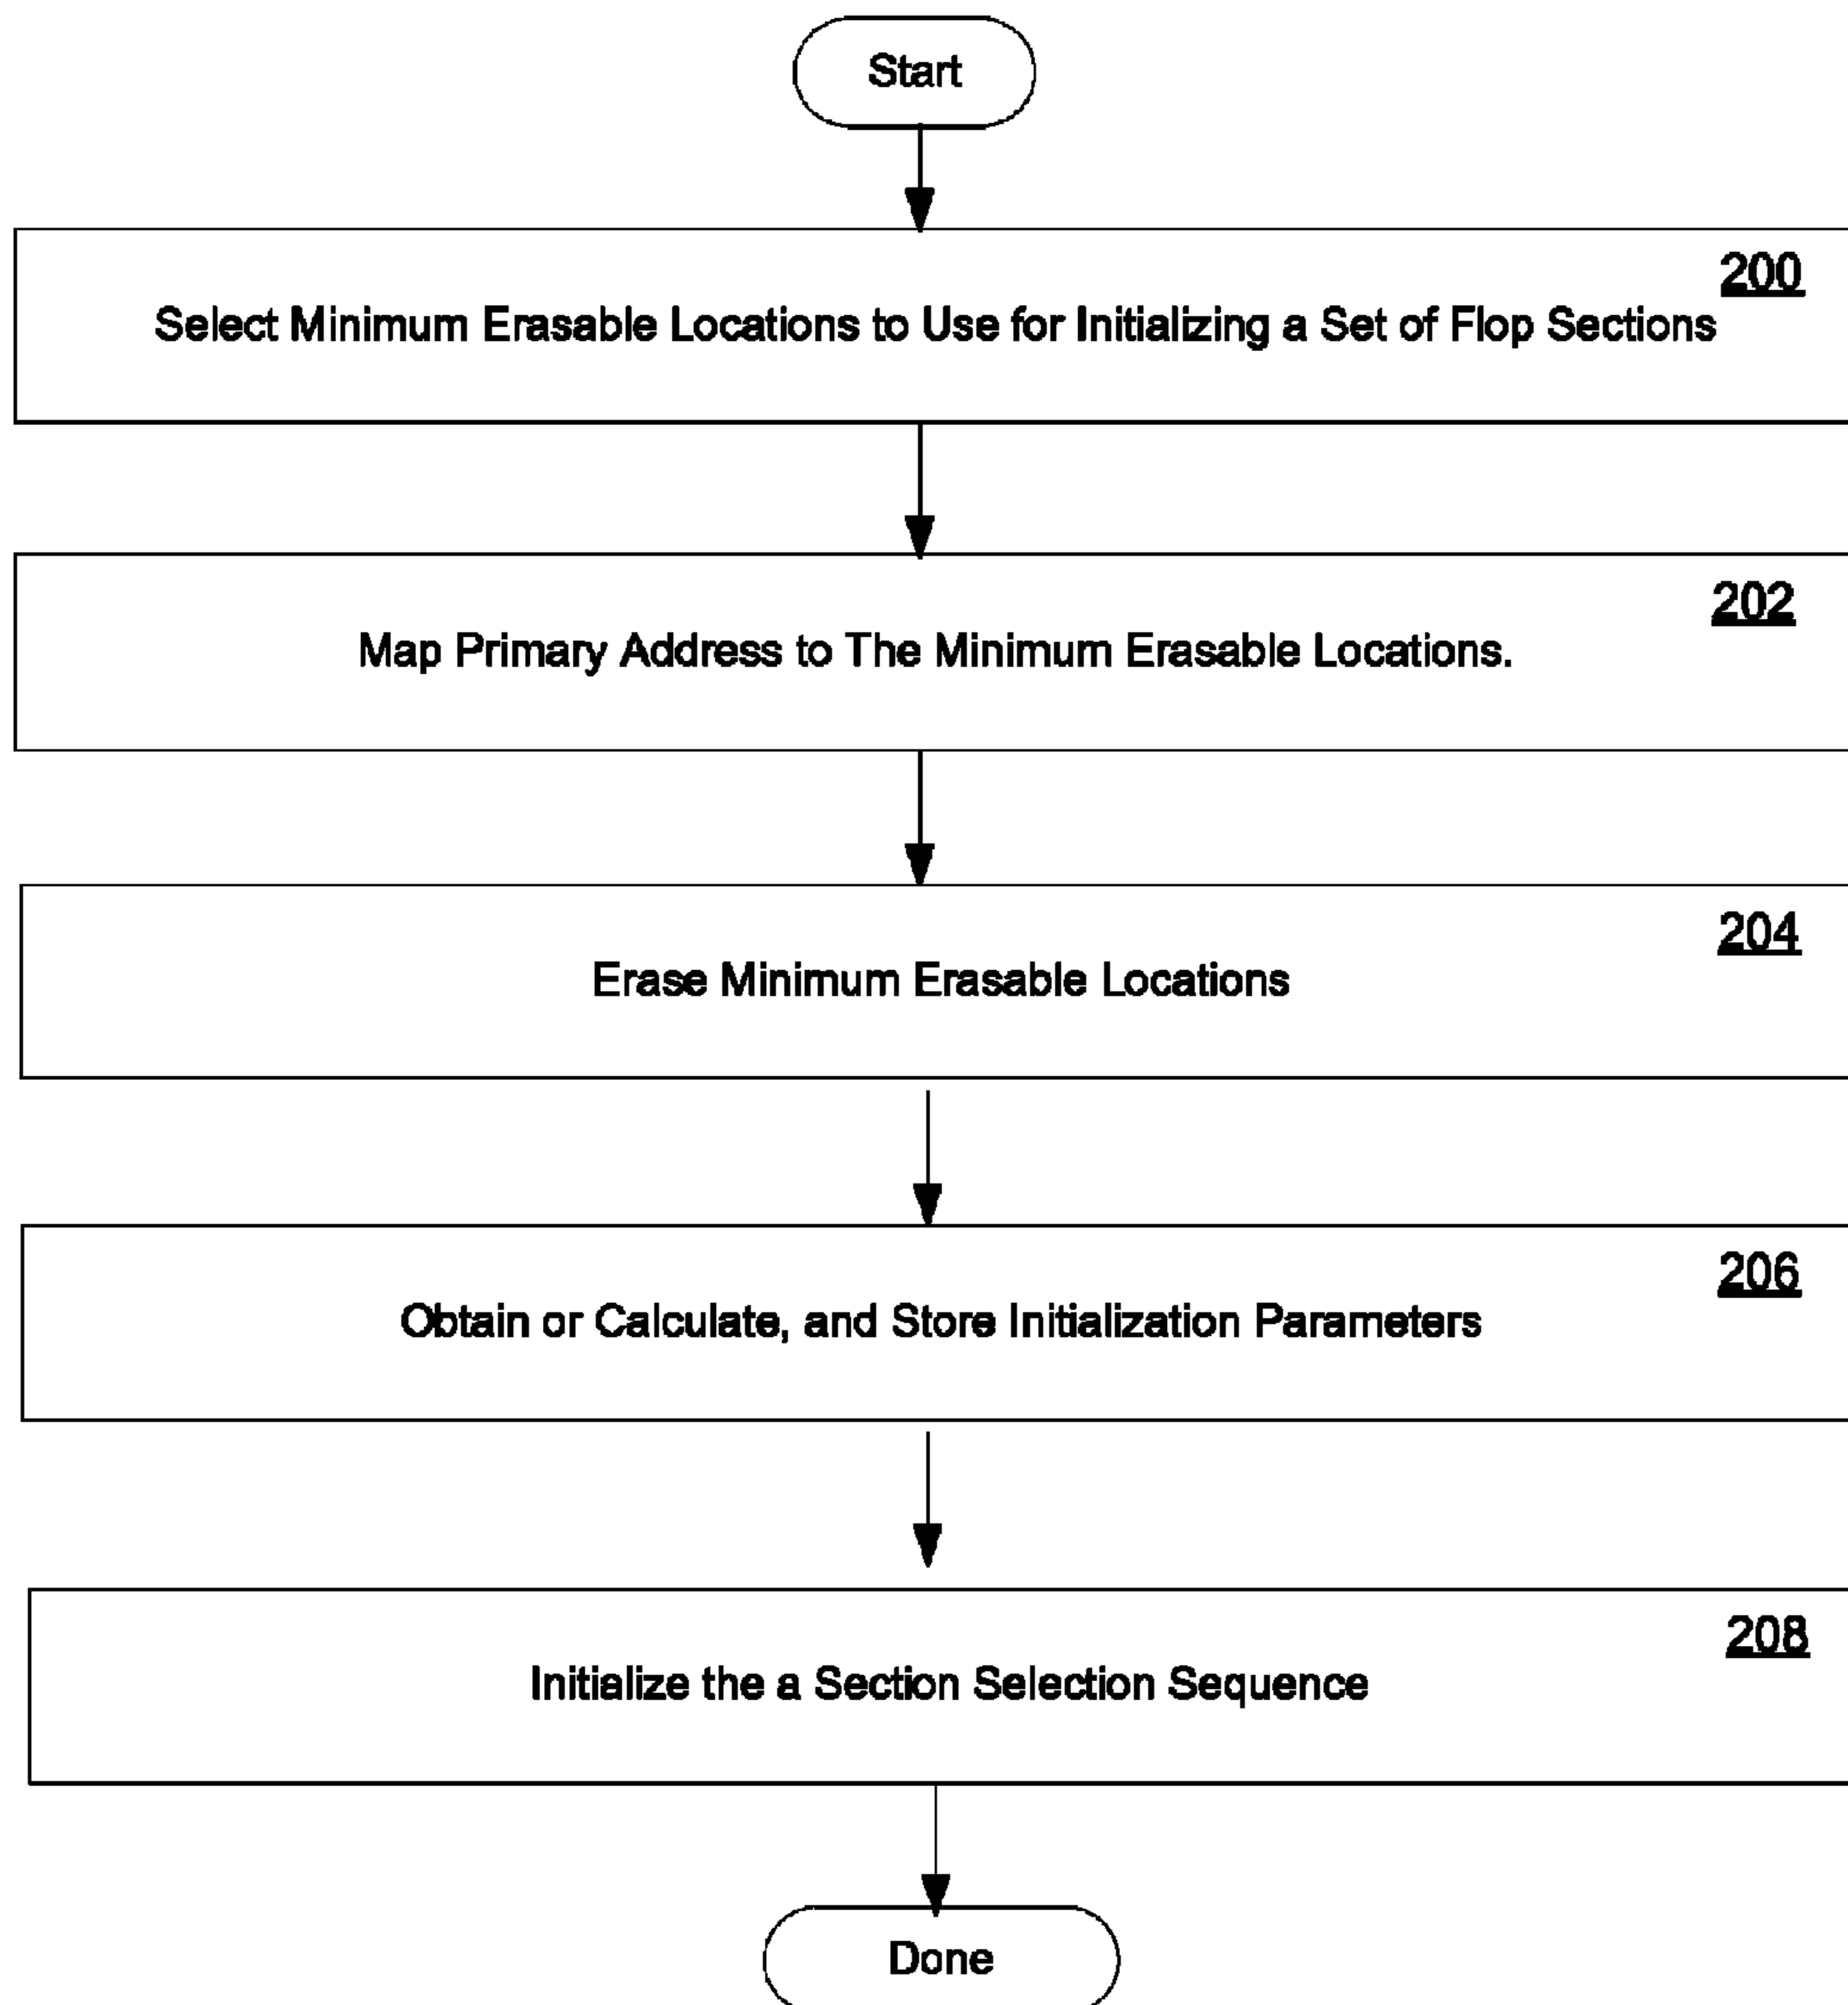 Start
200
Select Minimum Erasable Locations to Use for Initializing a Set of Flop Sections
202
Map Primary Address to The Minimum Erasable Locations.
204
Erase Minimum Erasable Locations
206
Obtain or Calculate, and Store Initialization Parameters
208
Initialize the a Section Selection Sequence
Done